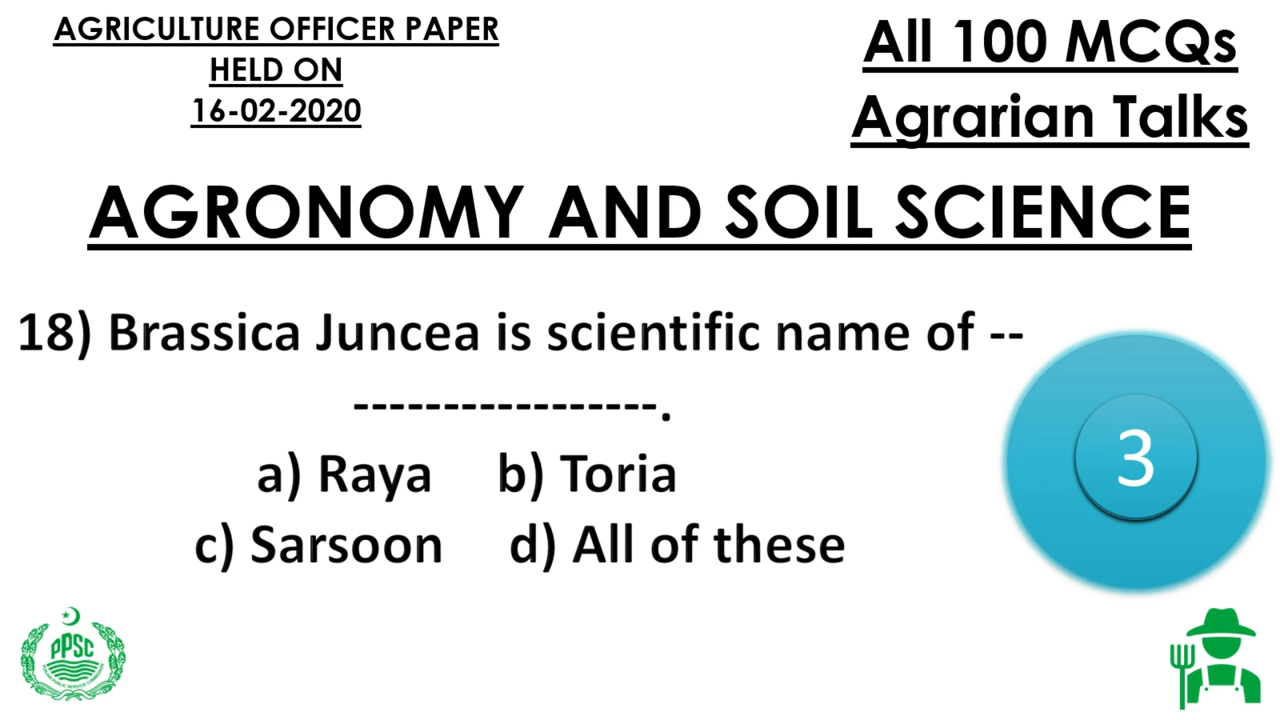 AGRICULTURE OFFICER PAPER
HELD ON
16-02-2020
All 100 MCQs
Agrarian Talks
AGRONOMY AND SOIL SCIENCE
18) Brassica Juncea is scientific name of --
-----------------.
a) Raya b) Toria
c) Sarsoon d) All of these
3
PPSC